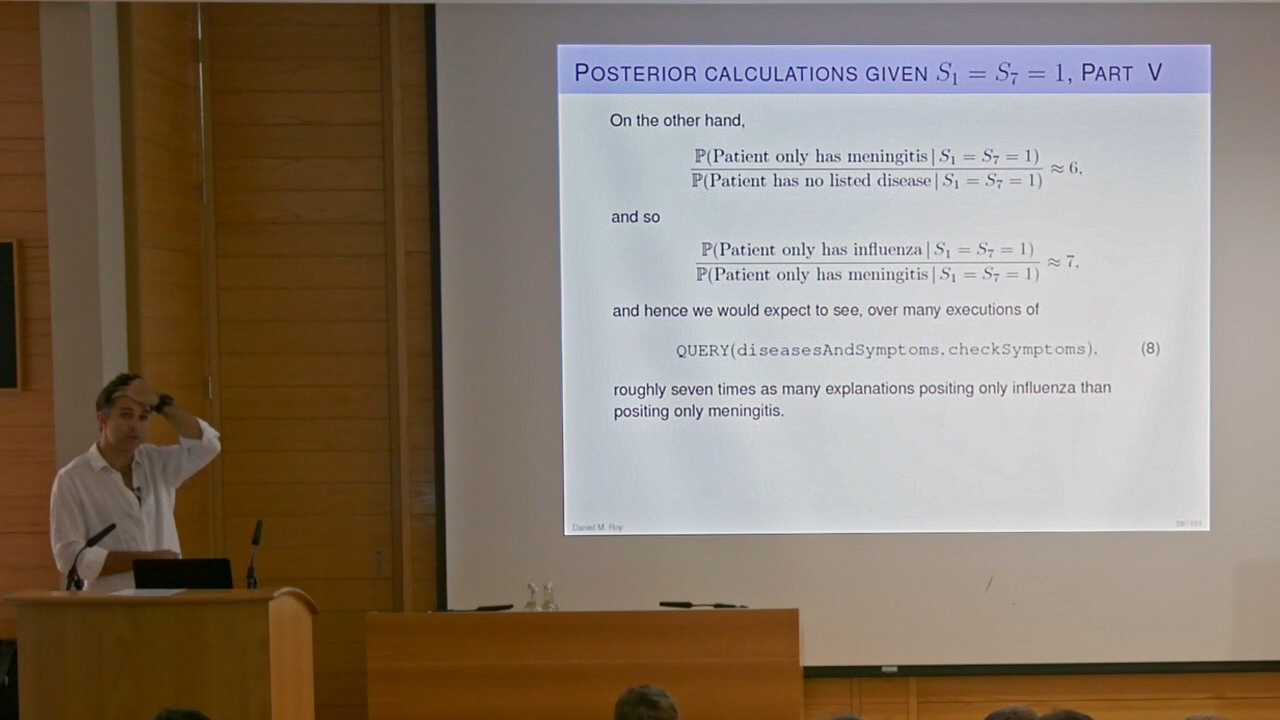 POSTERIOR CALCULATIONS GIVEN S₁ = S₇ = 1, PART V
On the other hand,
ℙ(Patient only has meningitis | S₁ = S₇ = 1)
ℙ(Patient has no listed disease | S₁ = S₇ = 1)
≈ 6,
and so
ℙ(Patient only has influenza | S₁ = S₇ = 1)
ℙ(Patient only has meningitis | S₁ = S₇ = 1)
≈ 7,
and hence we would expect to see, over many executions of
QUERY(diseasesAndSymptoms, checkSymptoms), (8)
roughly seven times as many explanations positing only influenza than
positing only meningitis.
Daniel M. Roy